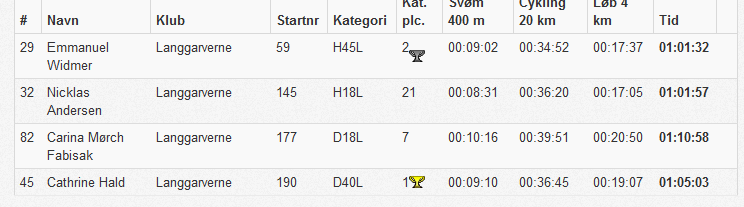 Kat. Svøm Cykling Løb 4
# Navn Klub Startnr Kategori plc. 400 m 20 km km Tid
29 Emmanuel Langgarverne 59 H45L 2 00:09:02 00:34:52 00:17:37 01:01:32
Widmer
32 Nicklas Langgarverne 145 H18L 21 00:08:31 00:36:20 00:17:05 01:01:57
Andersen
82 Carina Mørch Langgarverne 177 D18L 7 00:10:16 00:39:51 00:20:50 01:10:58
Fabisak
45 Cathrine Hald Langgarverne 190 D40L 1 00:09:10 00:36:45 00:19:07 01:05:03